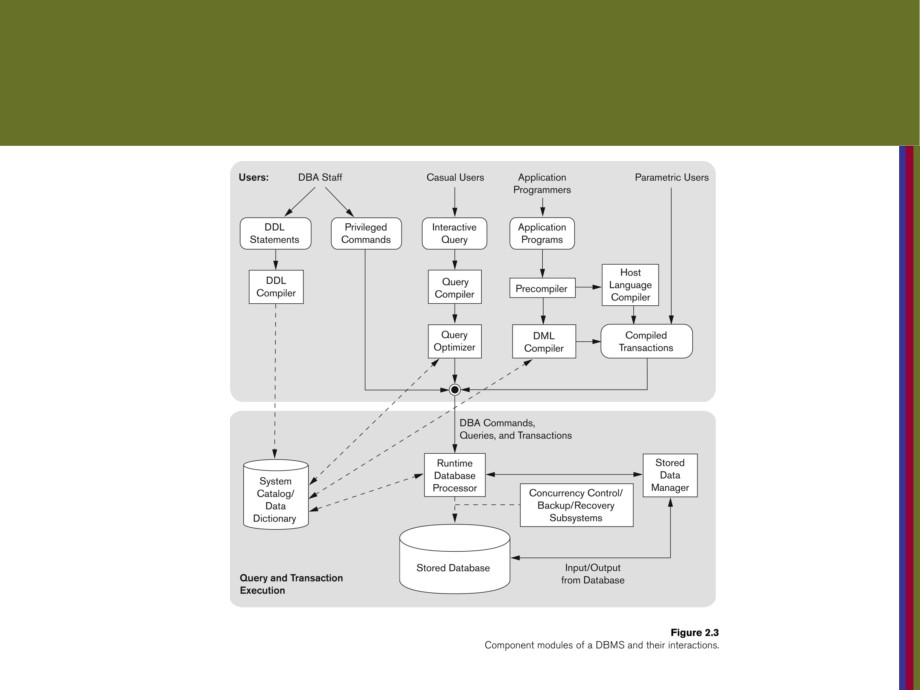 Users:
DBA Staff
Casual Users
Application
Programmers
Parametric Users
DDL
Statements
Privileged
Commands
Interactive
Query
Application
Programs
DDL
Compiler
Query
Compiler
Precompiler
Host
Language
Compiler
Query
Optimizer
DML
Compiler
Compiled
Transactions
DBA Commands,
Queries, and Transactions
System
Catalog/
Data
Dictionary
Runtime
Database
Processor
Stored
Data
Manager
Concurrency Control/
Backup/Recovery
Subsystems
Stored Database
Input/Output
from Database
Query and Transaction
Execution
Figure 2.3
Component modules of a DBMS and their interactions.